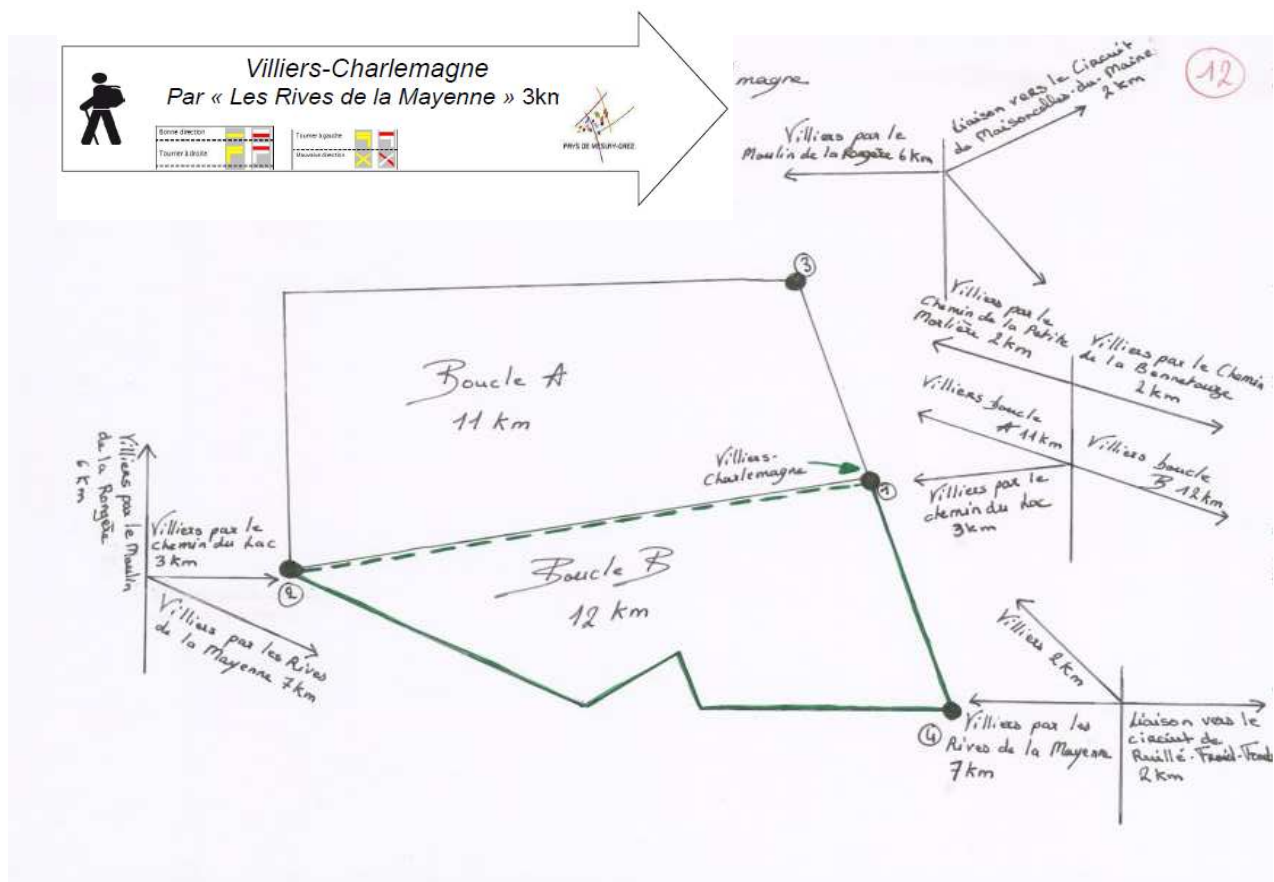 Villiers-Charlemagne
Par « Les Rives de la Mayenne » 3km
Bonne direction
Tourner à droite
Tourner à gauche
Mauvaise direction
PAYS DE MESLAY-GREZ
magne
12
Liaison vers le Circuit
de Maisoncelles-du-Maine
2 km
Villiers par le
Moulin de la Rongère 6 km
Villiers par le
Chemin de la Petite
Morlière 2 km
Villiers par le Chemin
de la Bennetouze
2 km
Villiers boucle
A 11 km
Villiers boucle
B 12 km
Villiers par le
chemin du Lac
3 km
3
Boucle A
11 km
Villiers-
Charlemagne
1
Villiers par le Moulin
de la Rongère
6 km
Villiers par le
Chemin du Lac
3 km
Villiers par les Rives
de la Mayenne 7 km
2
Boucle B
12 km
4
Villiers 2 km
Villiers par les
Rives de la Mayenne
7 km
Liaison vers le
circuit de
Ruillé-Froid-Fonds
2 km